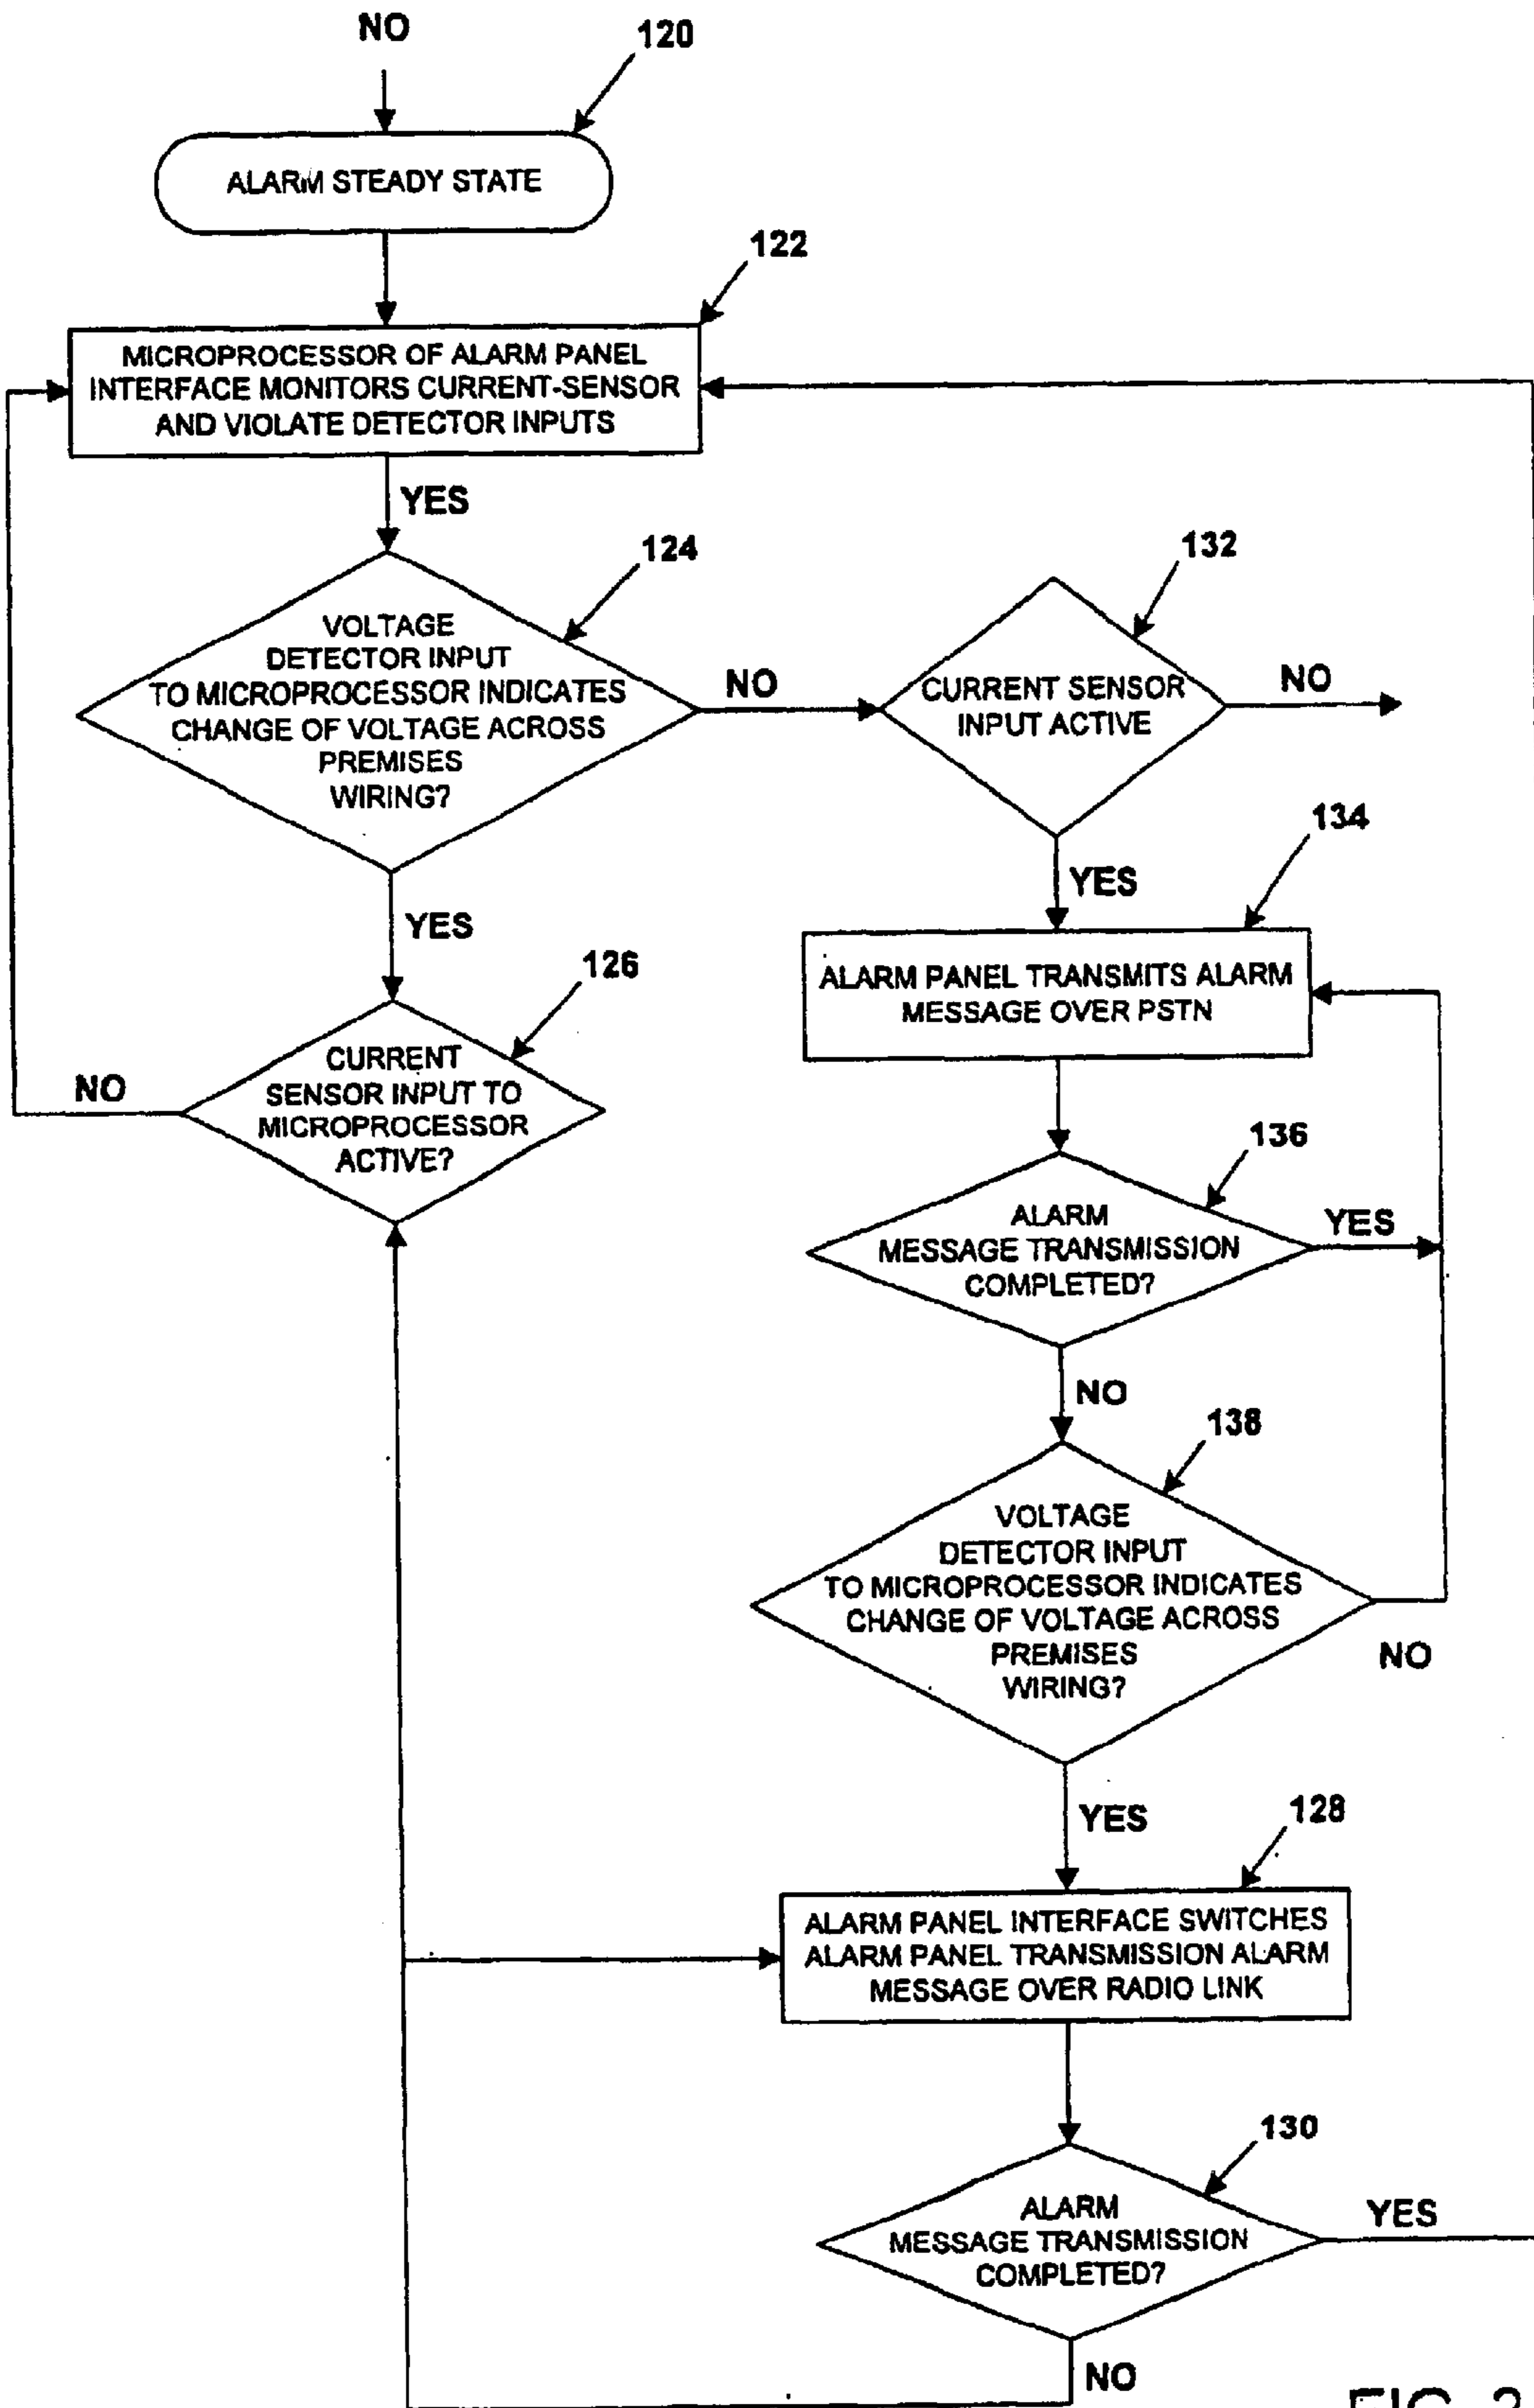 NO
120
ALARM STEADY STATE
122
MICROPROCESSOR OF ALARM PANEL
INTERFACE MONITORS CURRENT-SENSOR
AND VIOLATE DETECTOR INPUTS
YES
124
VOLTAGE
DETECTOR INPUT
TO MICROPROCESSOR INDICATES
CHANGE OF VOLTAGE ACROSS
PREMISES
WIRING?
NO
132
CURRENT SENSOR
INPUT ACTIVE
NO
YES
134
ALARM PANEL TRANSMITS ALARM
MESSAGE OVER PSTN
YES
126
CURRENT
SENSOR INPUT TO
MICROPROCESSOR
ACTIVE?
NO
136
ALARM
MESSAGE TRANSMISSION
COMPLETED?
YES
NO
138
VOLTAGE
DETECTOR INPUT
TO MICROPROCESSOR INDICATES
CHANGE OF VOLTAGE ACROSS
PREMISES
WIRING?
NO
YES
128
ALARM PANEL INTERFACE SWITCHES
ALARM PANEL TRANSMISSION ALARM
MESSAGE OVER RADIO LINK
130
ALARM
MESSAGE TRANSMISSION
COMPLETED?
YES
NO
FIG.